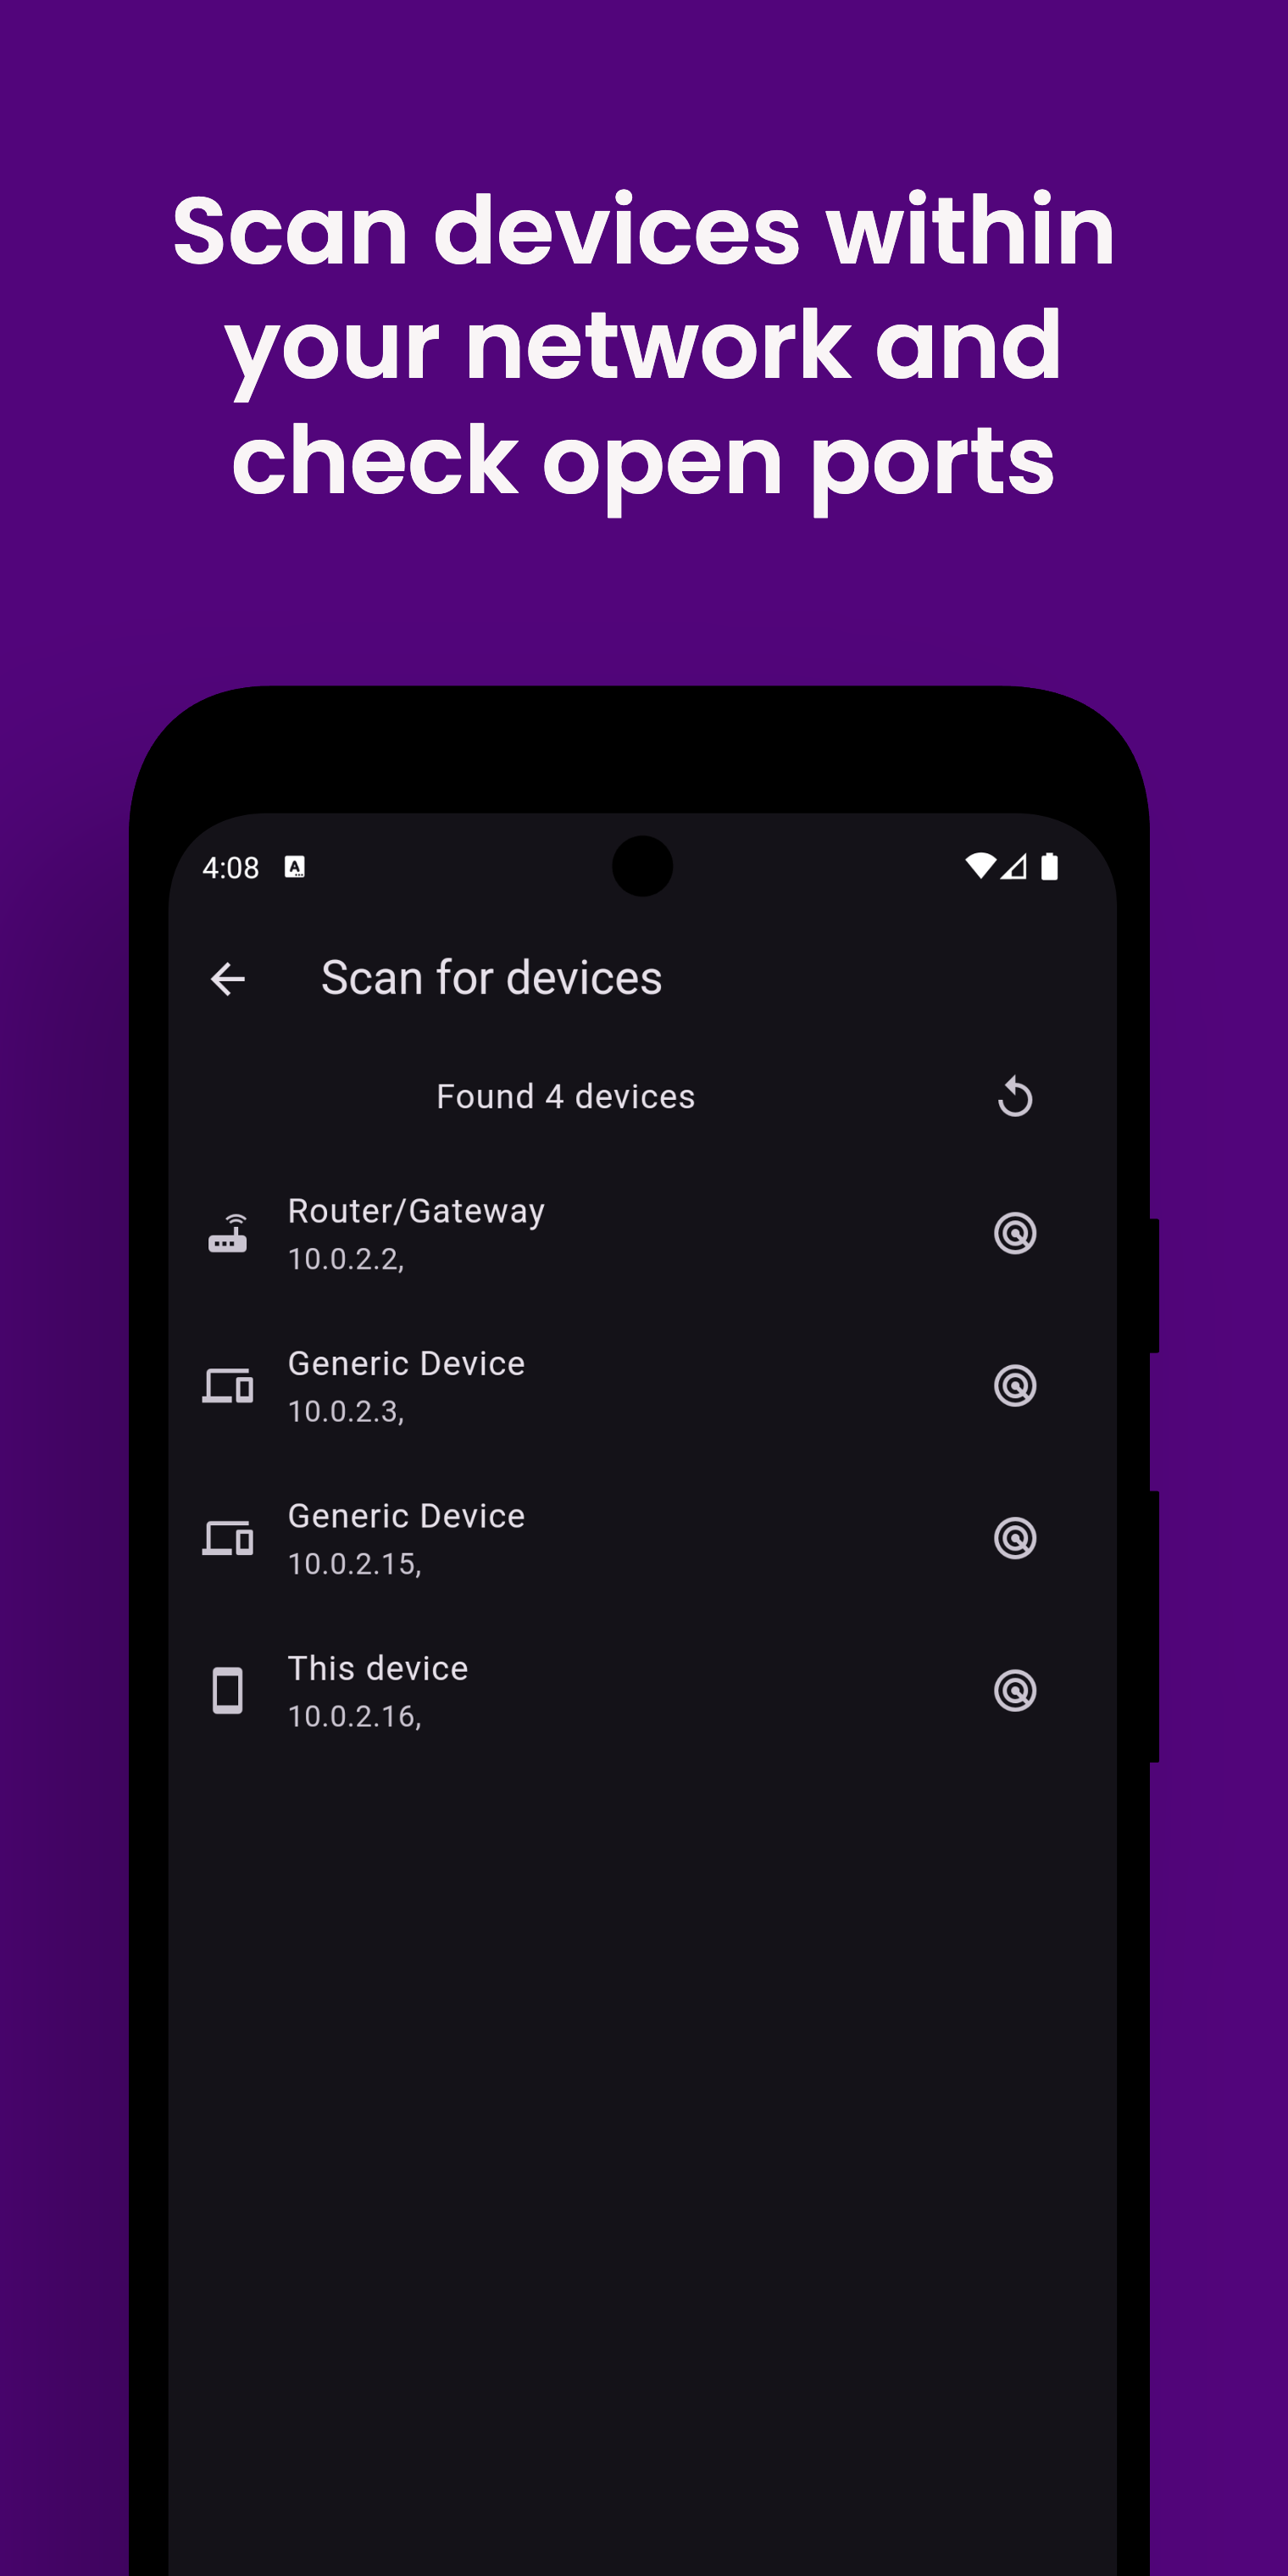 Scan devices within
your network and
check open ports
4:08
Scan for devices
Found 4 devices
Router/Gateway
10.0.2.2,
Generic Device
10.0.2.3,
Generic Device
10.0.2.15,
This device
10.0.2.16,